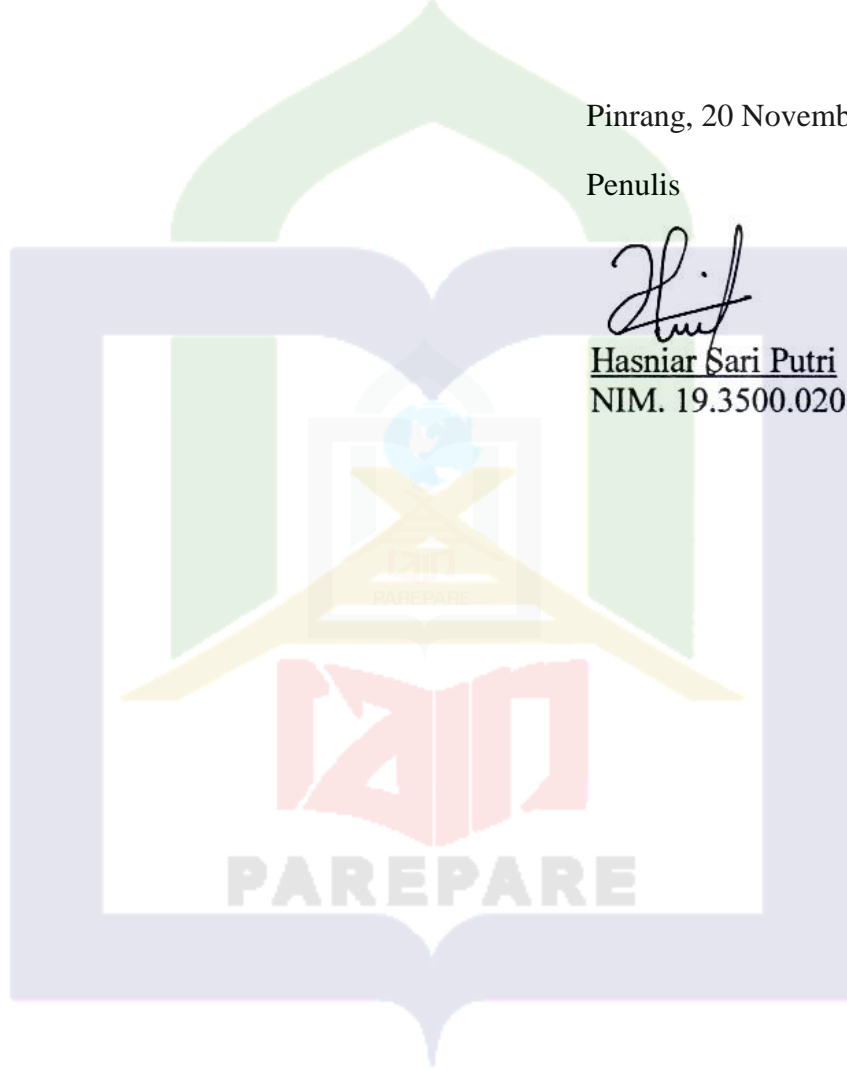 Pinrang, 20 Novemb
Penulis
Hasniar Sari Putri
NIM. 19.3500.020
PAREPARE
PAREPARE